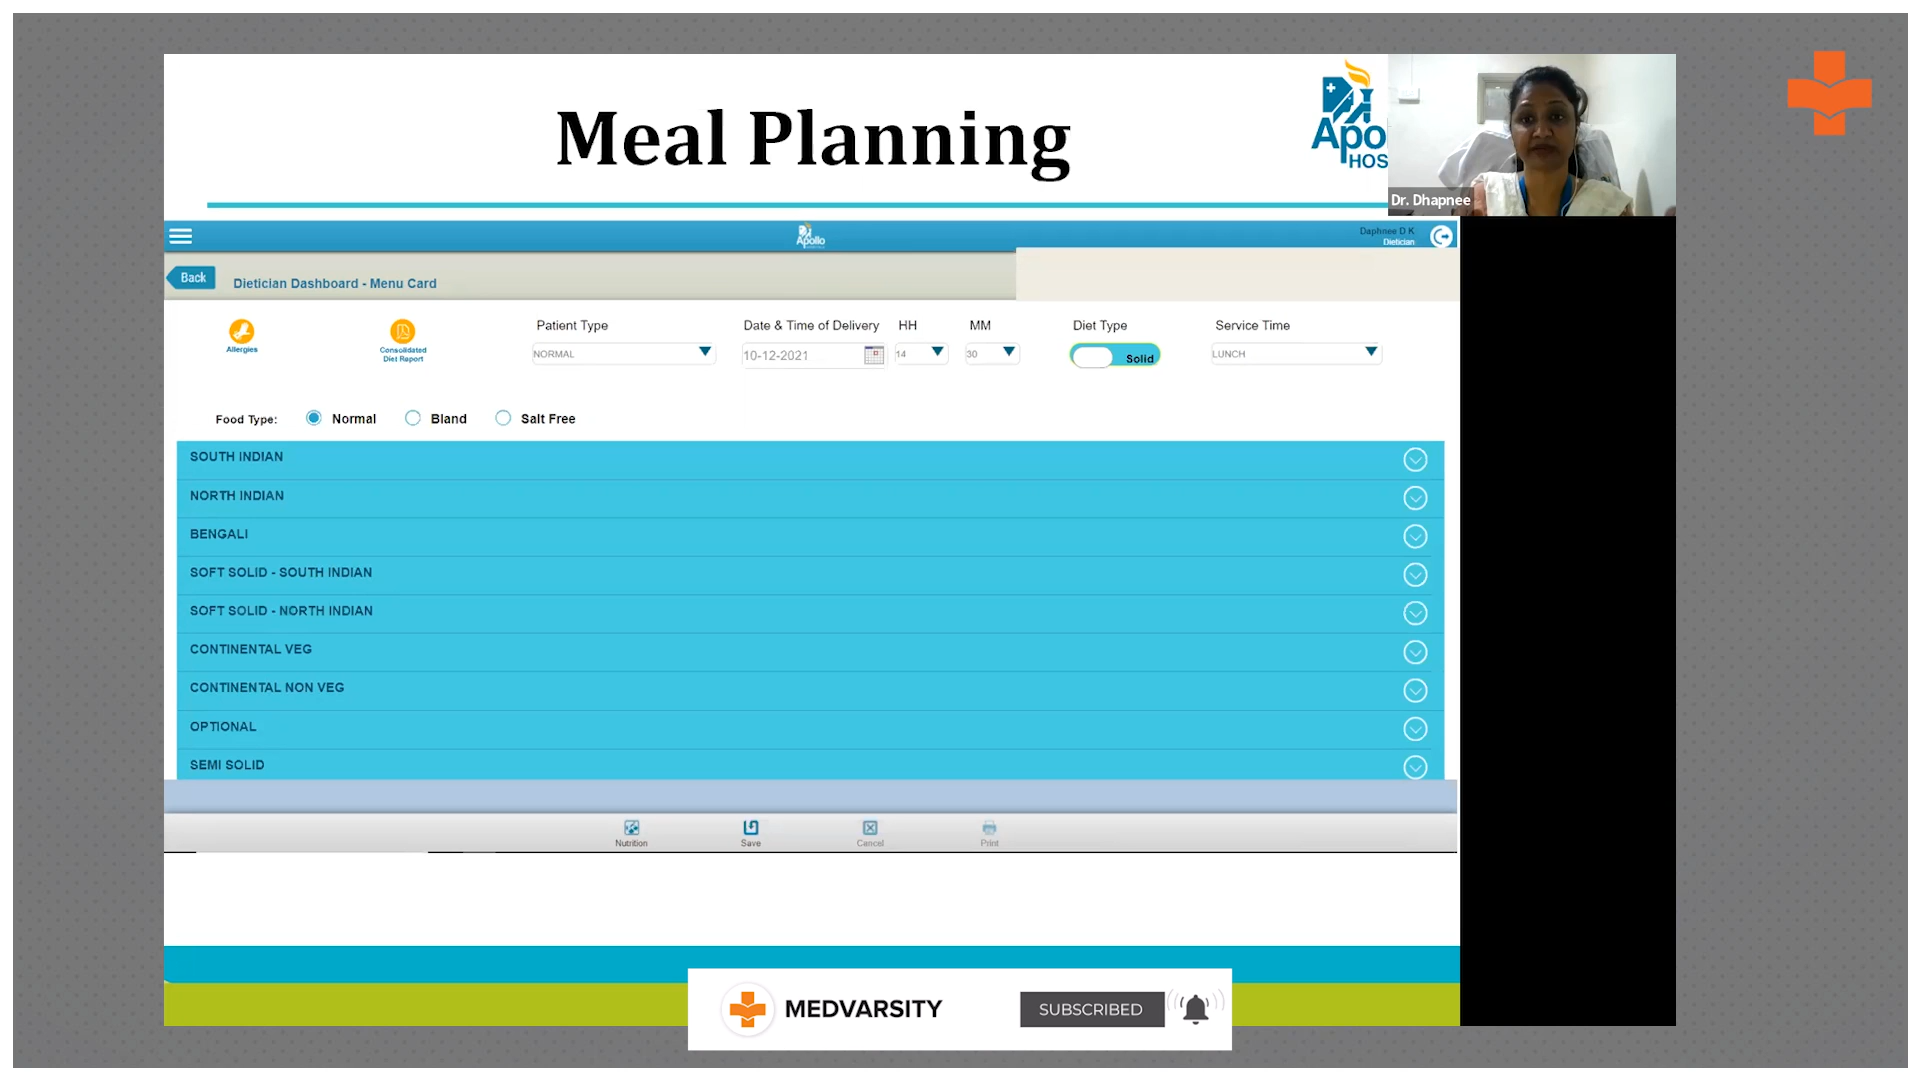 Meal Planning
Apo
HOS
Dr. Dhapnee
Apollo
Daphnee D K
Dietician
Back
Dietician Dashboard - Menu Card
Allergies
Consolidated
Diet Report
Patient Type
NORMAL
Date & Time of Delivery
10-12-2021
HH
14
MM
30
Diet Type
Solid
Service Time
LUNCH
Food Type:
Normal
Bland
Salt Free
SOUTH INDIAN
NORTH INDIAN
BENGALI
SOFT SOLID - SOUTH INDIAN
SOFT SOLID - NORTH INDIAN
CONTINENTAL VEG
CONTINENTAL NON VEG
OPTIONAL
SEMI SOLID
Nutrition
Save
Cancel
Print
MEDVARSITY
SUBSCRIBED